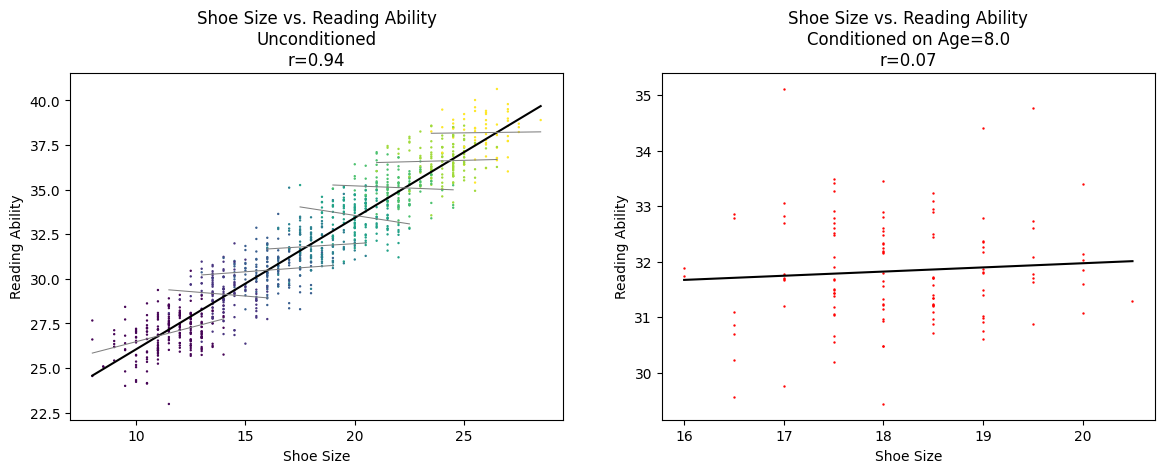 Shoe Size vs. Reading Ability
Unconditioned
r=0.94
Reading Ability
40.0
37.5
35.0
32.5
30.0
27.5
25.0
22.5
10
15
20
25
Shoe Size
Shoe Size vs. Reading Ability
Conditioned on Age=8.0
r=0.07
Reading Ability
35
34
33
32
31
30
16
17
18
19
20
Shoe Size